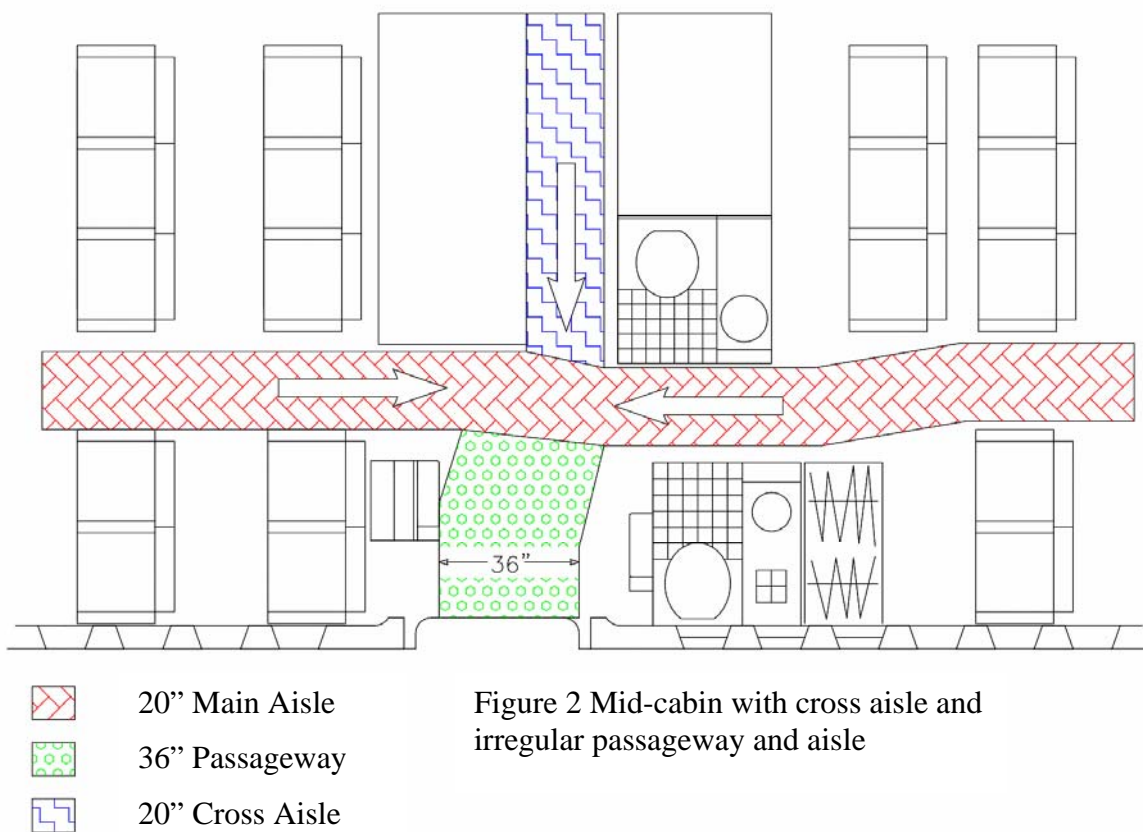 36”
20” Main Aisle
36” Passageway
20” Cross Aisle
Figure 2 Mid-cabin with cross aisle and
irregular passageway and aisle